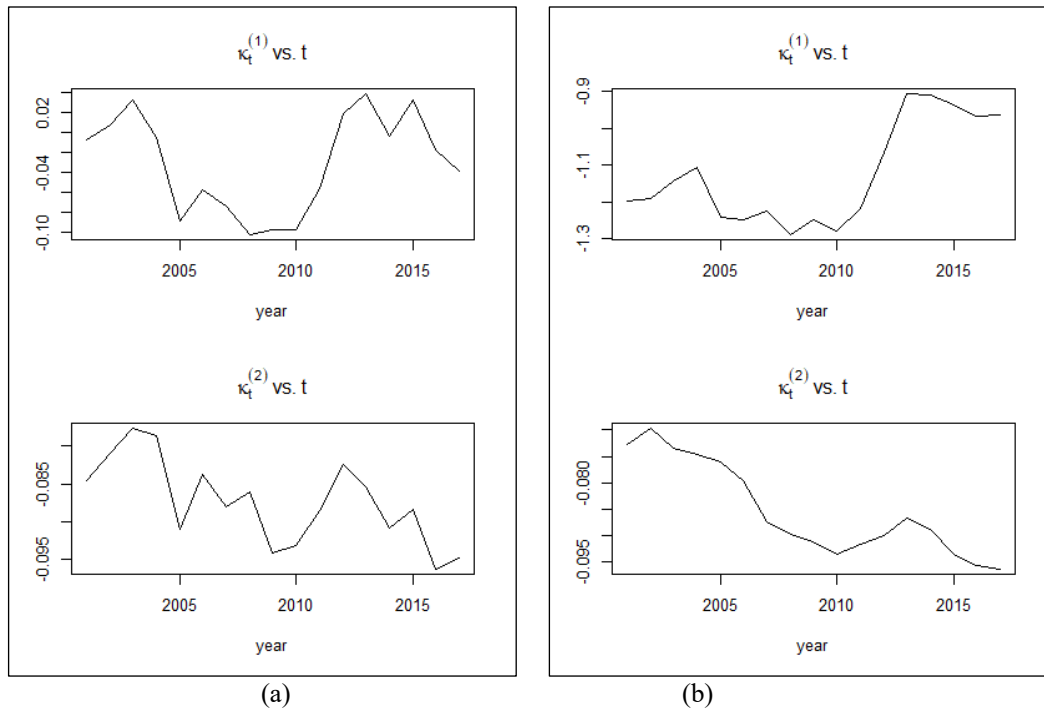 κt(1) vs. t
0.02
-0.04
-0.10
2005 2010 2015
year
κt(2) vs. t
-0.085
-0.095
2005 2010 2015
year
(a)
κt(1) vs. t
-0.9
-1.1
-1.3
2005 2010 2015
year
κt(2) vs. t
-0.080
-0.095
2005 2010 2015
year
(b)